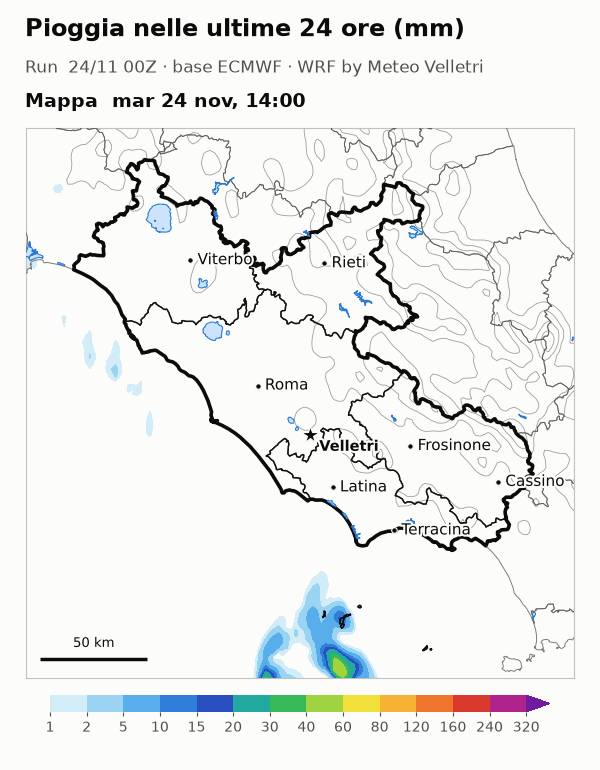 Pioggia nelle ultime 24 ore (mm)
Run 24/11 00Z · base ECMWF · WRF by Meteo Velletri
Mappa mar 24 nov, 14:00
Viterbo
Rieti
Roma
Velletri
Frosinone
Latina
Cassino
Terracina
50 km
1 2 5 10 15 20 30 40 60 80 120 160 240 320